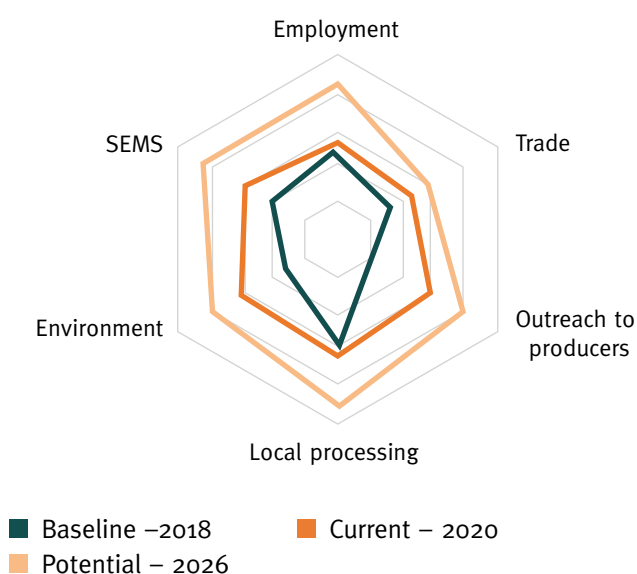 Employment
SEMS
Trade
Environment
Outreach to
producers
Local processing
Baseline –2018
Current – 2020
Potential – 2026